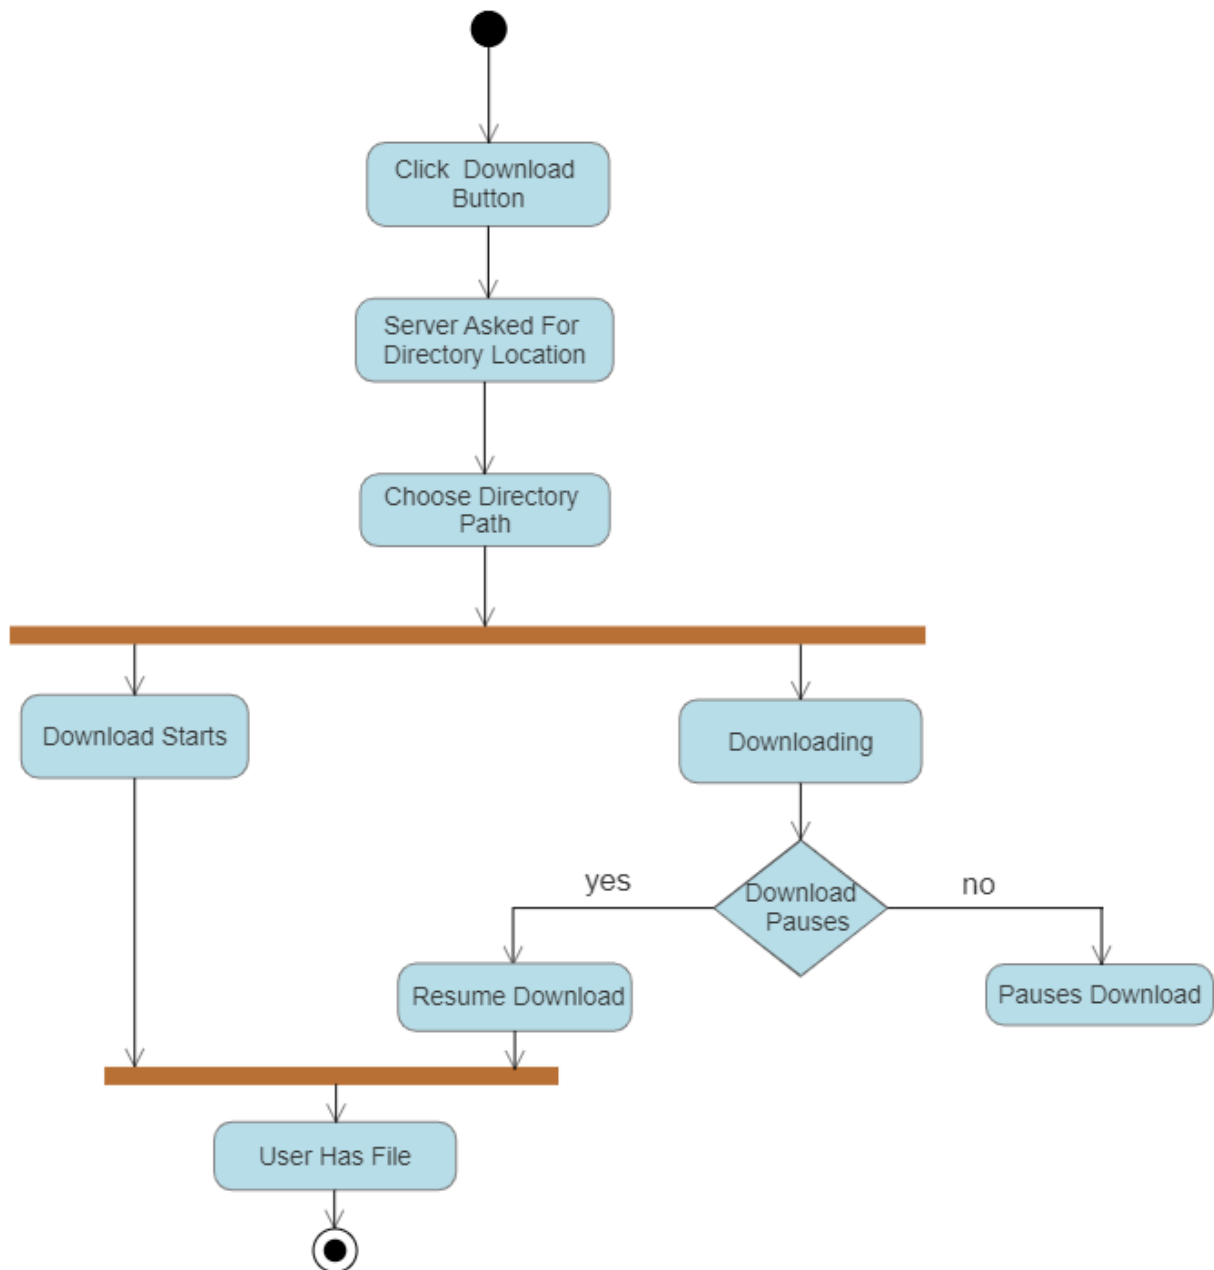 Click  Download
Button
Server Asked For
Directory Location
Choose Directory
Path
Download Starts
Downloading
yes
Download
Pauses
no
Resume Download
Pauses Download
User Has File